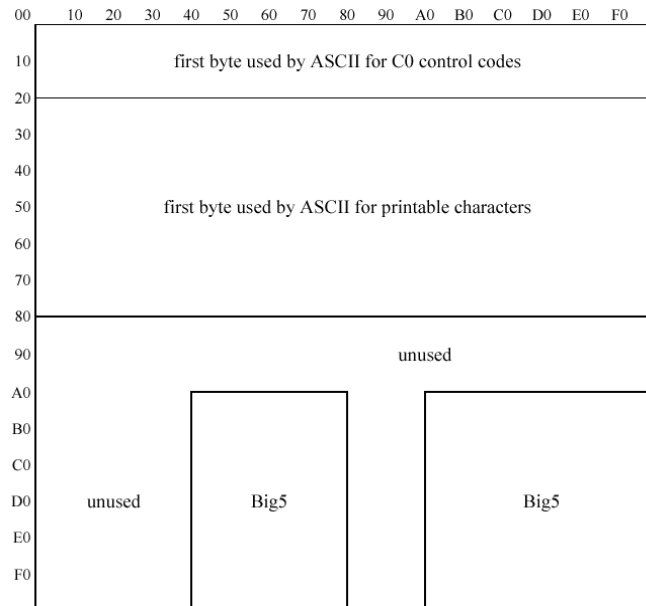 00 10 20 30 40 50 60 70 80 90 A0 B0 C0 D0 E0 F0
10 first byte used by ASCII for C0 control codes
20
30
40
50 first byte used by ASCII for printable characters
60
70
80
90 unused
A0
B0
C0
D0 unused Big5 Big5
E0
F0